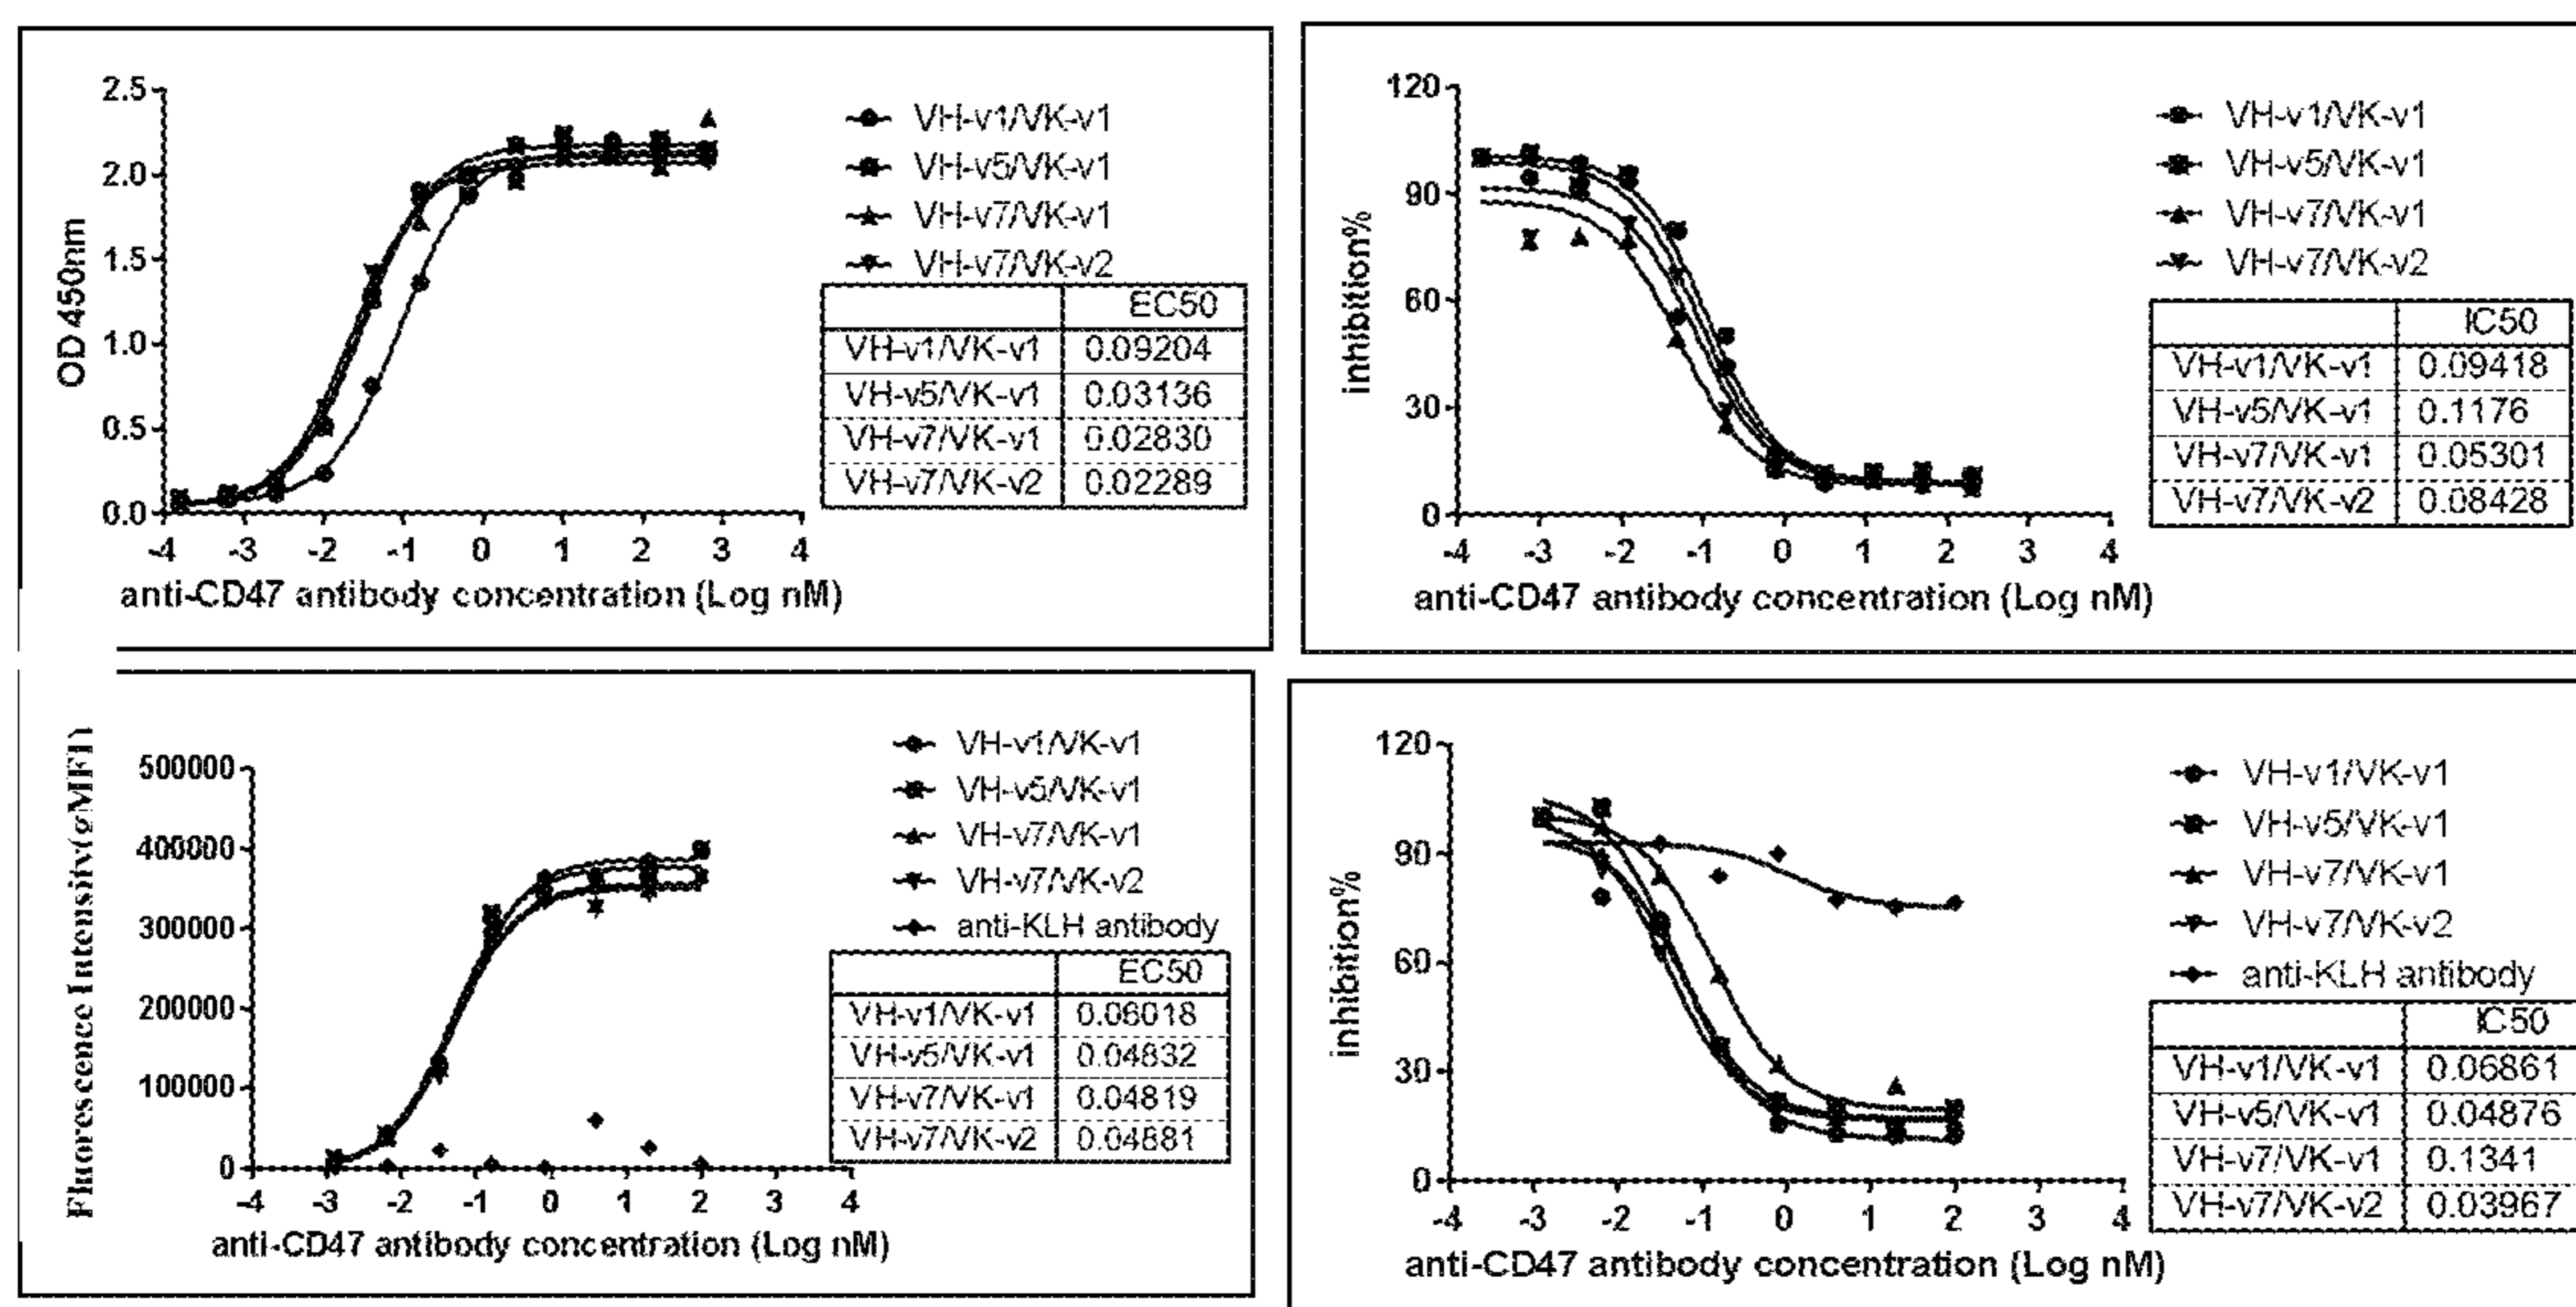 2.5
2.0
1.5
1.0
0.5
0.0
OD 450nm
-4 -3 -2 -1 0 1 2 3 4
anti-CD47 antibody concentration (Log nM)
VH-v1/VK-v1
VH-v5/VK-v1
VH-v7/VK-v1
VH-v7/VK-v2
EC50
VH-v1/VK-v1 0.09204
VH-v5/VK-v1 0.03136
VH-v7/VK-v1 0.02830
VH-v7/VK-v2 0.02289
120
90
60
30
0
inhibition%
-4 -3 -2 -1 0 1 2 3 4
anti-CD47 antibody concentration (Log nM)
VH-v1/VK-v1
VH-v5/VK-v1
VH-v7/VK-v1
VH-v7/VK-v2
IC50
VH-v1/VK-v1 0.09418
VH-v5/VK-v1 0.1176
VH-v7/VK-v1 0.05301
VH-v7/VK-v2 0.08428
500000
400000
300000
200000
100000
0
Fluorescence Intensity(gMFI)
-4 -3 -2 -1 0 1 2 3 4
anti-CD47 antibody concentration (Log nM)
VH-v1/VK-v1
VH-v5/VK-v1
VH-v7/VK-v1
VH-v7/VK-v2
anti-KLH antibody
EC50
VH-v1/VK-v1 0.06018
VH-v5/VK-v1 0.04832
VH-v7/VK-v1 0.04819
VH-v7/VK-v2 0.04881
120
90
60
30
0
inhibition%
-4 -3 -2 -1 0 1 2 3 4
anti-CD47 antibody concentration (Log nM)
VH-v1/VK-v1
VH-v5/VK-v1
VH-v7/VK-v1
VH-v7/VK-v2
anti-KLH antibody
IC50
VH-v1/VK-v1 0.06861
VH-v5/VK-v1 0.04876
VH-v7/VK-v1 0.1341
VH-v7/VK-v2 0.03967